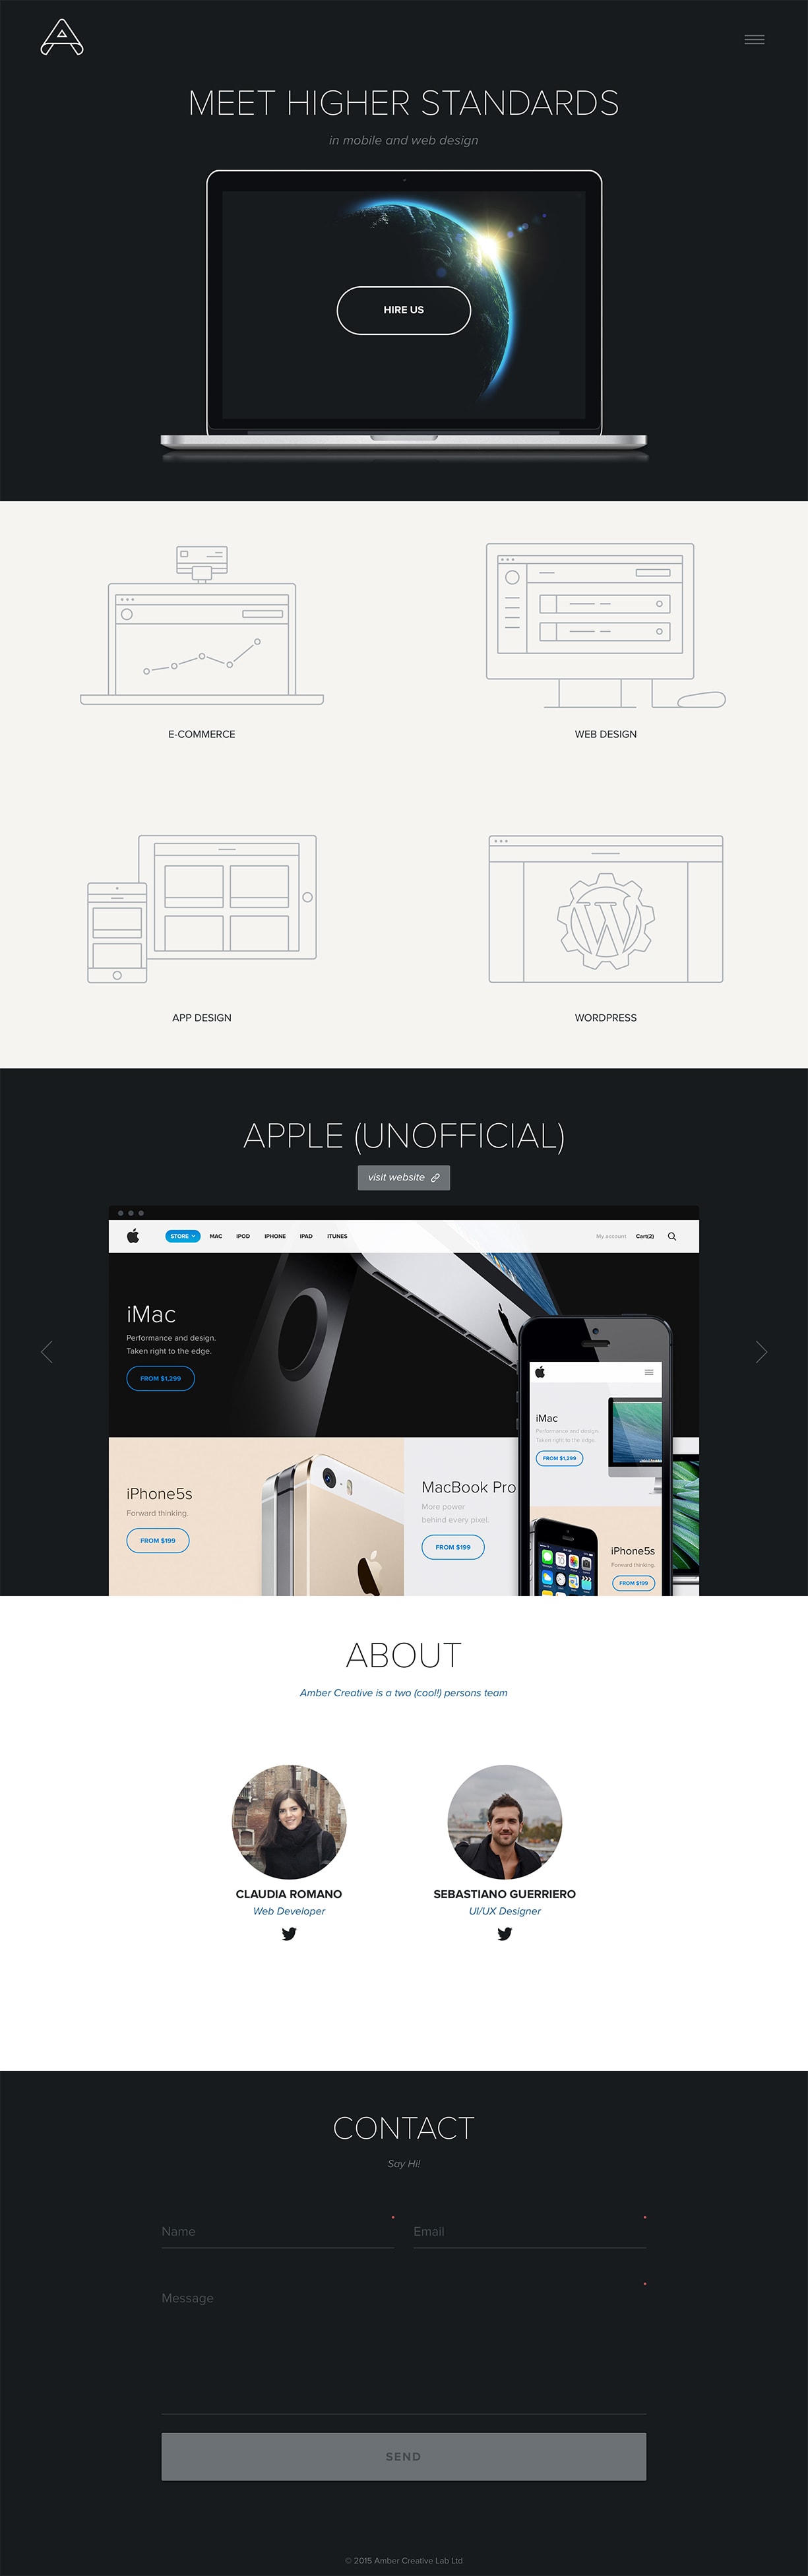 MEET HIGHER STANDARDS
in mobile and web design
HIRE US
E-COMMERCE
WEB DESIGN
APP DESIGN
WORDPRESS
APPLE (UNOFFICIAL)
visit website
STORE MAC IPOD IPHONE IPAD ITUNES My account Cart(2)
iMac
Performance and design.
Taken right to the edge.
FROM $1,299
iMac
Performance and design.
Taken right to the edge.
FROM $1,299
iPhone5s
Forward thinking.
FROM $199
MacBook Pro
More power
behind every pixel.
FROM $199
iPhone5s
Forward thinking.
FROM $199
ABOUT
Amber Creative is a two (cool!) persons team
CLAUDIA ROMANO
Web Developer
SEBASTIANO GUERRIERO
UI/UX Designer
CONTACT
Say Hi!
Name *
Email *
Message *
SEND
© 2015 Amber Creative Lab Ltd